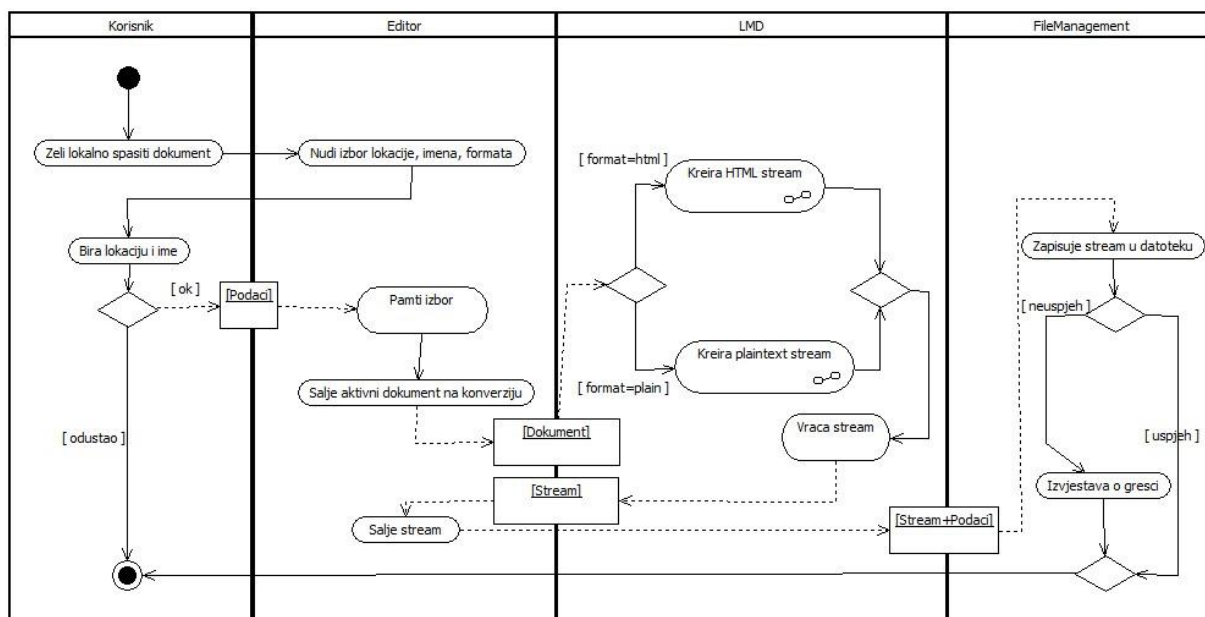 Korisnik
Editor
LMD
FileManagement
Zeli lokalno spasiti dokument
Nudi izbor lokacije, imena, formata
[ format=html ]
Kreira HTML stream
Bira lokaciju i ime
Zapisuje stream u datoteku
[ ok ]
[Podaci]
Pamti izbor
[ neuspjeh ]
Kreira plaintext stream
[ format=plain ]
Salje aktivni dokument na konverziju
[Dokument]
Vraca stream
[ odustao ]
[ uspjeh ]
[Stream]
Izvjestava o gresci
Salje stream
[Stream+Podaci]